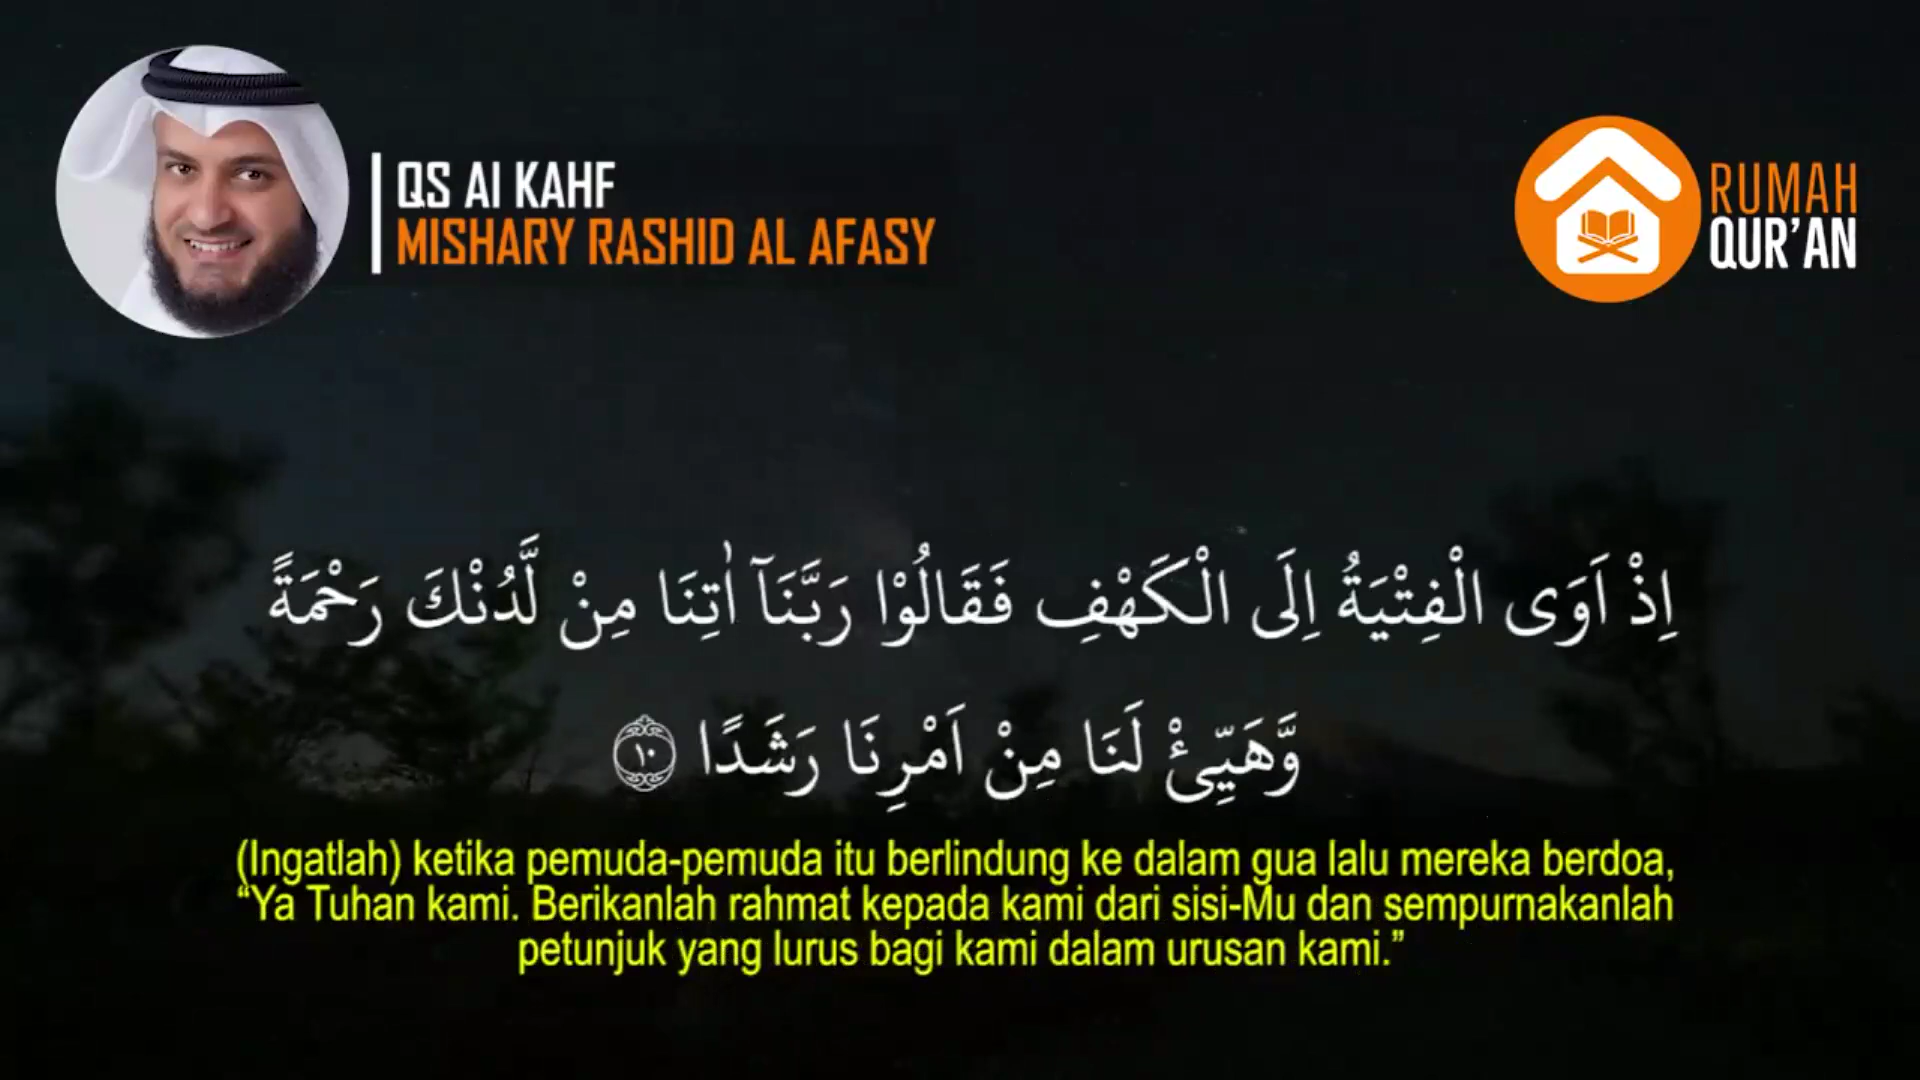 QS Al KAHF
MISHARY RASHID AL AFASY
RUMAH
QUR'AN
اِذْ اَوَى الْفِتْيَةُ اِلَى الْكَهْفِ فَقَالُوْا رَبَّنَآ اٰتِنَا مِنْ لَّدُنْكَ رَحْمَةً
وَّهَيِّئْ لَنَا مِنْ اَمْرِنَا رَشَدًا ١٠
(Ingatlah) ketika pemuda-pemuda itu berlindung ke dalam gua lalu mereka berdoa,
“Ya Tuhan kami. Berikanlah rahmat kepada kami dari sisi-Mu dan sempurnakanlah
petunjuk yang lurus bagi kami dalam urusan kami.”